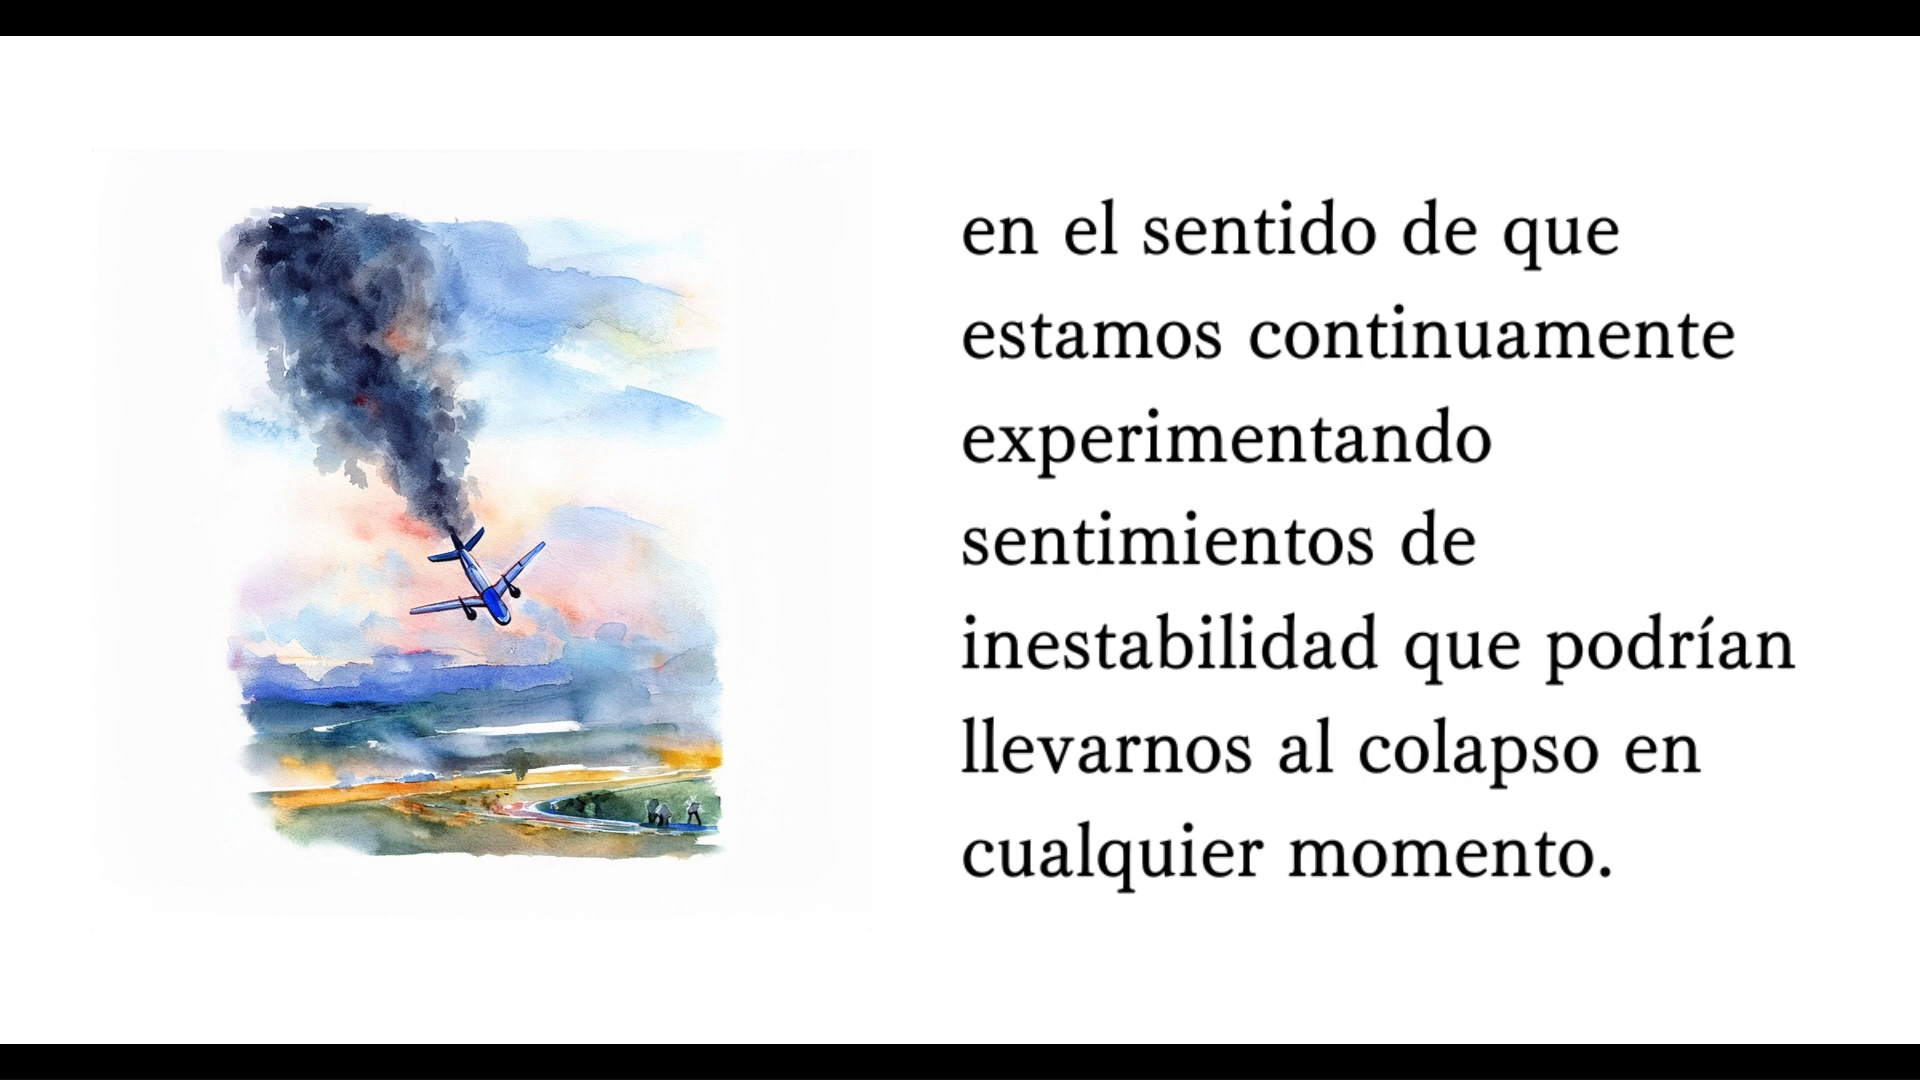 en el sentido de que
estamos continuamente
experimentando
sentimientos de
inestabilidad que podrían
llevarnos al colapso en
cualquier momento.